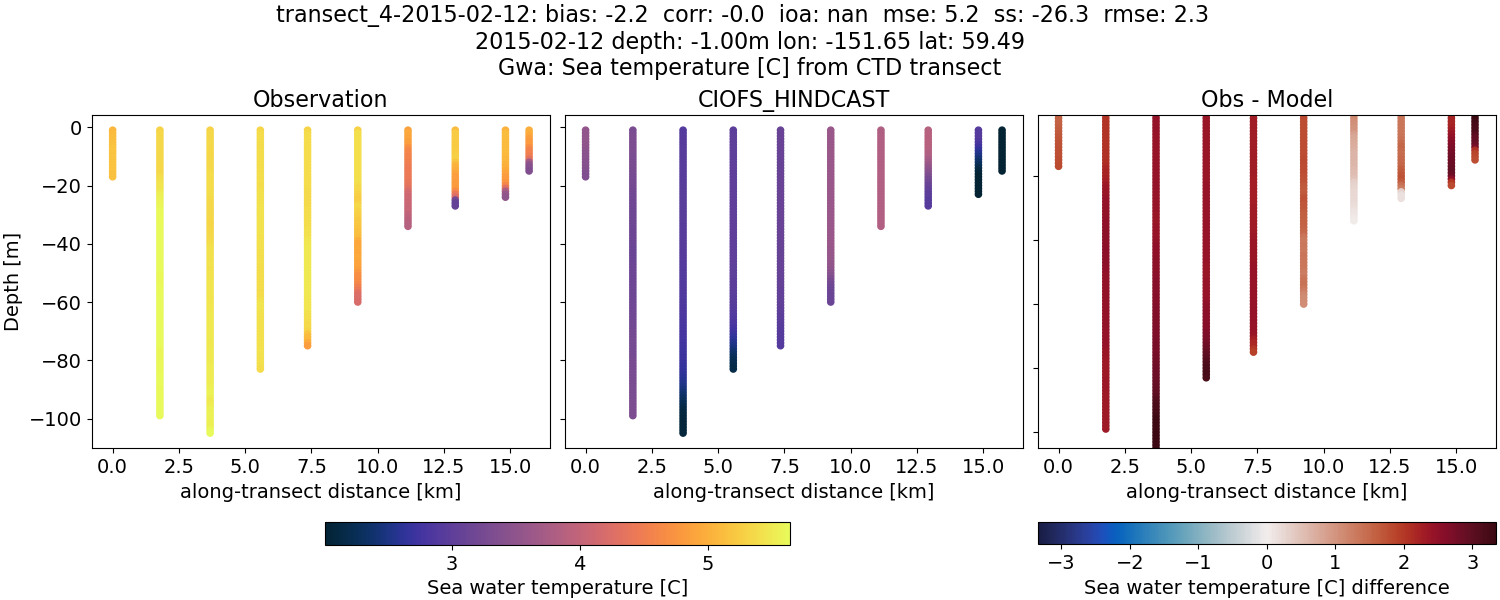 transect_4-2015-02-12: bias: -2.2  corr: -0.0  ioa: nan  mse: 5.2  ss: -26.3  rmse: 2.3
2015-02-12 depth: -1.00m lon: -151.65 lat: 59.49
Gwa: Sea temperature [C] from CTD transect
Observation
CIOFS_HINDCAST
Obs - Model
Depth [m]
0
−20
−40
−60
−80
−100
0.0 2.5 5.0 7.5 10.0 12.5 15.0
0.0 2.5 5.0 7.5 10.0 12.5 15.0
0.0 2.5 5.0 7.5 10.0 12.5 15.0
along-transect distance [km]
along-transect distance [km]
along-transect distance [km]
3 4 5
Sea water temperature [C]
−3 −2 −1 0 1 2 3
Sea water temperature [C] difference